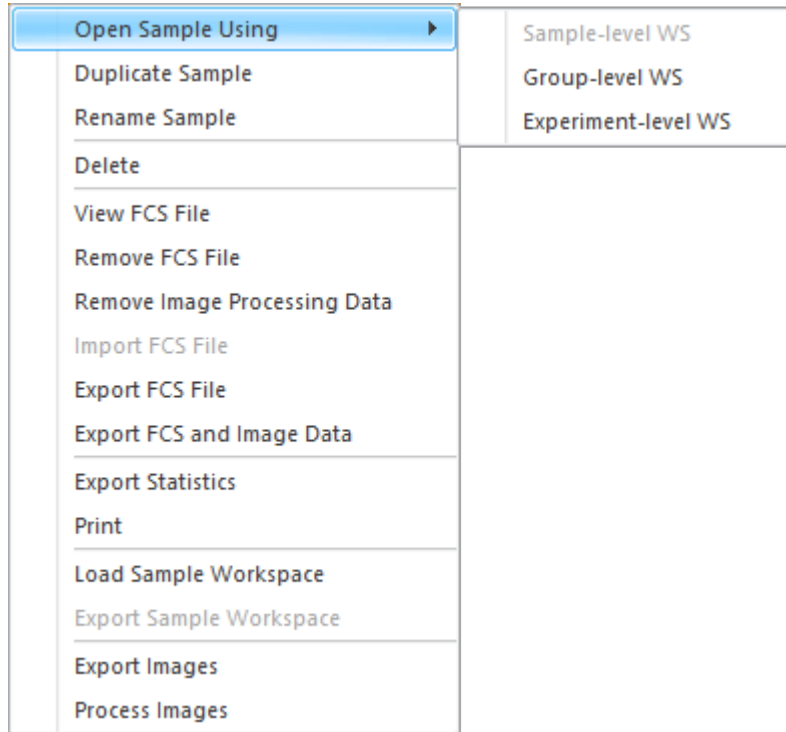 Open Sample Using
Duplicate Sample
Rename Sample
Delete
View FCS File
Remove FCS File
Remove Image Processing Data
Import FCS File
Export FCS File
Export FCS and Image Data
Export Statistics
Print
Load Sample Workspace
Export Sample Workspace
Export Images
Process Images
Sample-level WS
Group-level WS
Experiment-level WS